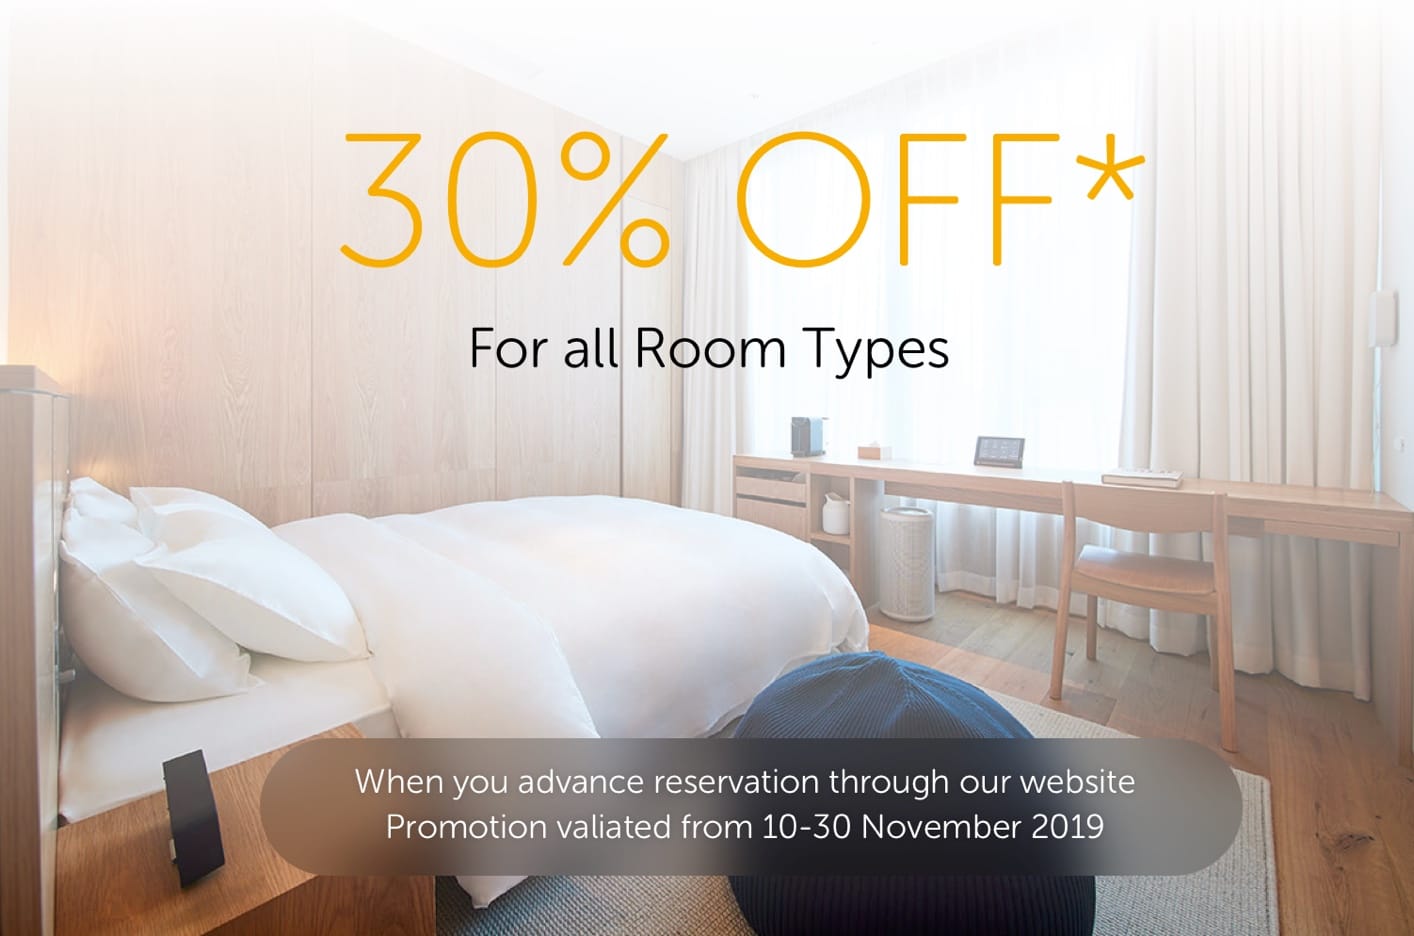 30% OFF*
For all Room Types
When you advance reservation through our website
Promotion valiated from 10-30 November 2019